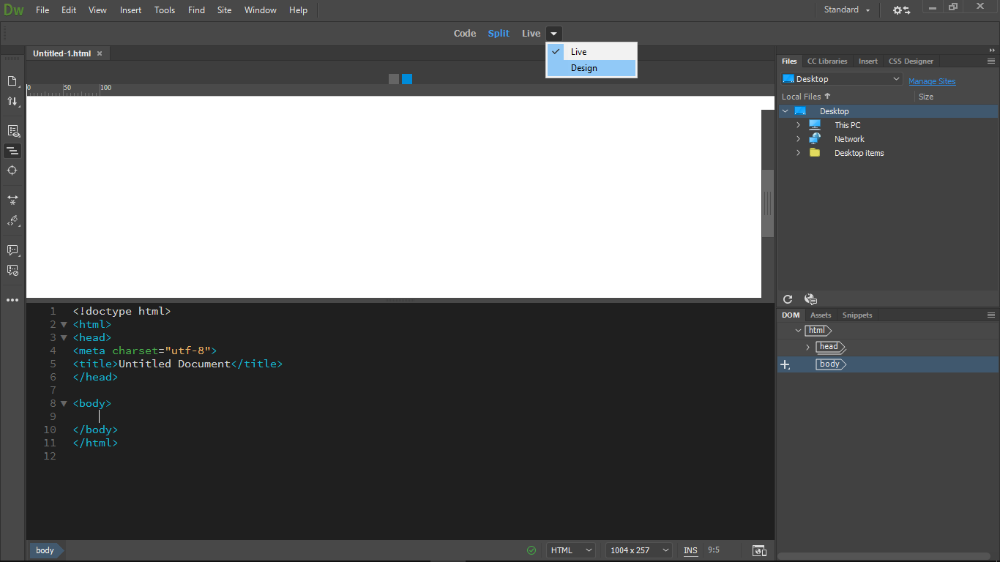 Dw File Edit View Insert Tools Find Site Window Help Standard
Code Split Live
Untitled-1.html
Live
Design
0 50 100
1 <!doctype html>
2 <html>
3 <head>
4 <meta charset="utf-8">
5 <title>Untitled Document</title>
6 </head>
7
8 <body>
9
10 </body>
11 </html>
12
body HTML 1004 x 257 INS 9:5
Files CC Libraries Insert CSS Designer
Desktop Manage Sites
Local Files Size
Desktop
This PC
Network
Desktop items
DOM Assets Snippets
html
head
body